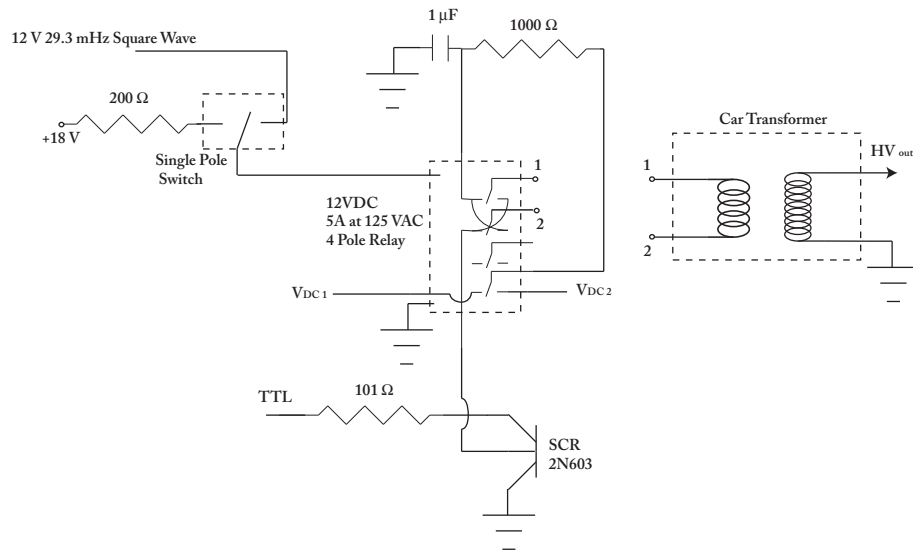 1 μF
1000 Ω
12 V 29.3 mHz Square Wave
200 Ω
+18 V
Single Pole
Switch
Car Transformer
HV out
1
2
1
2
12VDC
5A at 125 VAC
4 Pole Relay
VDC 1
VDC 2
TTL
101 Ω
SCR
2N603